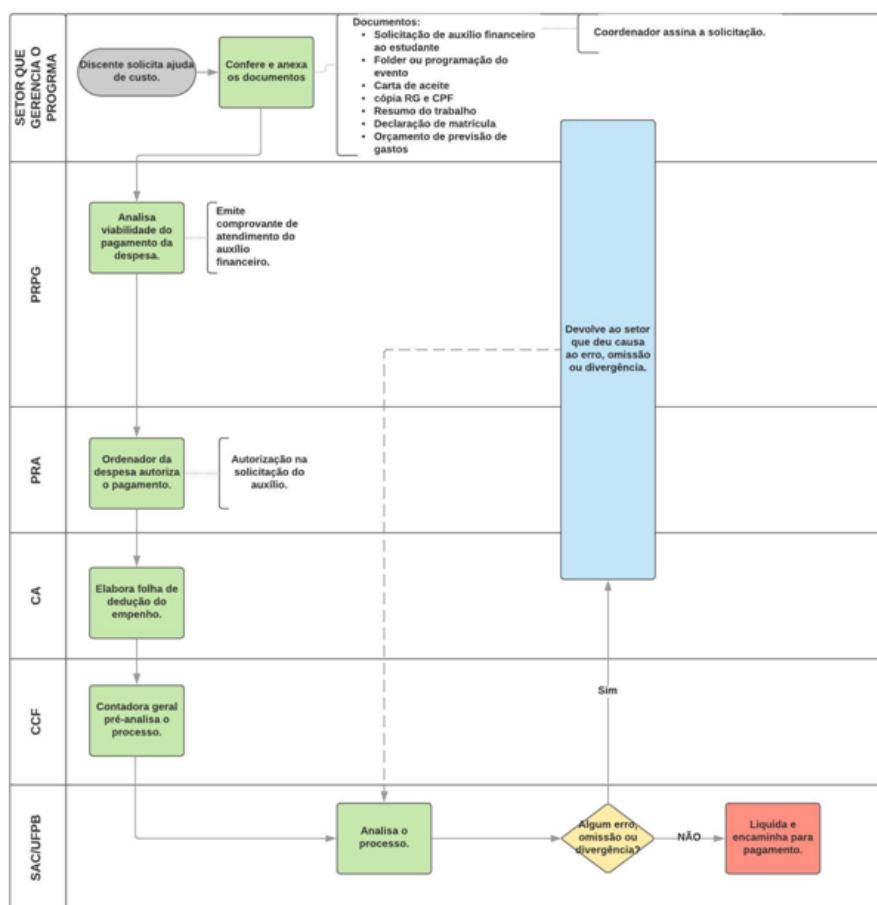 SETOR QUE
GERENCIA O
PROGRMA
Discente solicita ajuda
de custo.
Confere e anexa
os documentos
Documentos:
• Solicitação de auxílio financeiro
ao estudante
• Folder ou programação do
evento
• Carta de aceite
• cópia RG e CPF
• Resumo do trabalho
• Declaração de matrícula
• Orçamento de previsão de
gastos
Coordenador assina a solicitação.
PRPG
Analisa
viabilidade do
pagamento da
despesa.
Emite
comprovante de
atendimento do
auxílio
financeiro.
Devolve ao setor
que deu causa
ao erro, omissão
ou divergência.
PRA
Ordenador da
despesa autoriza
o pagamento.
Autorização na
solicitação do
auxílio.
CA
Elabora folha de
dedução do
empenho.
CCF
Contadora geral
pré-analisa o
processo.
Sim
SAC/UFPB
Analisa o
processo.
Algum erro,
omissão ou
divergência?
NÃO
Liquida e
encaminha para
pagamento.